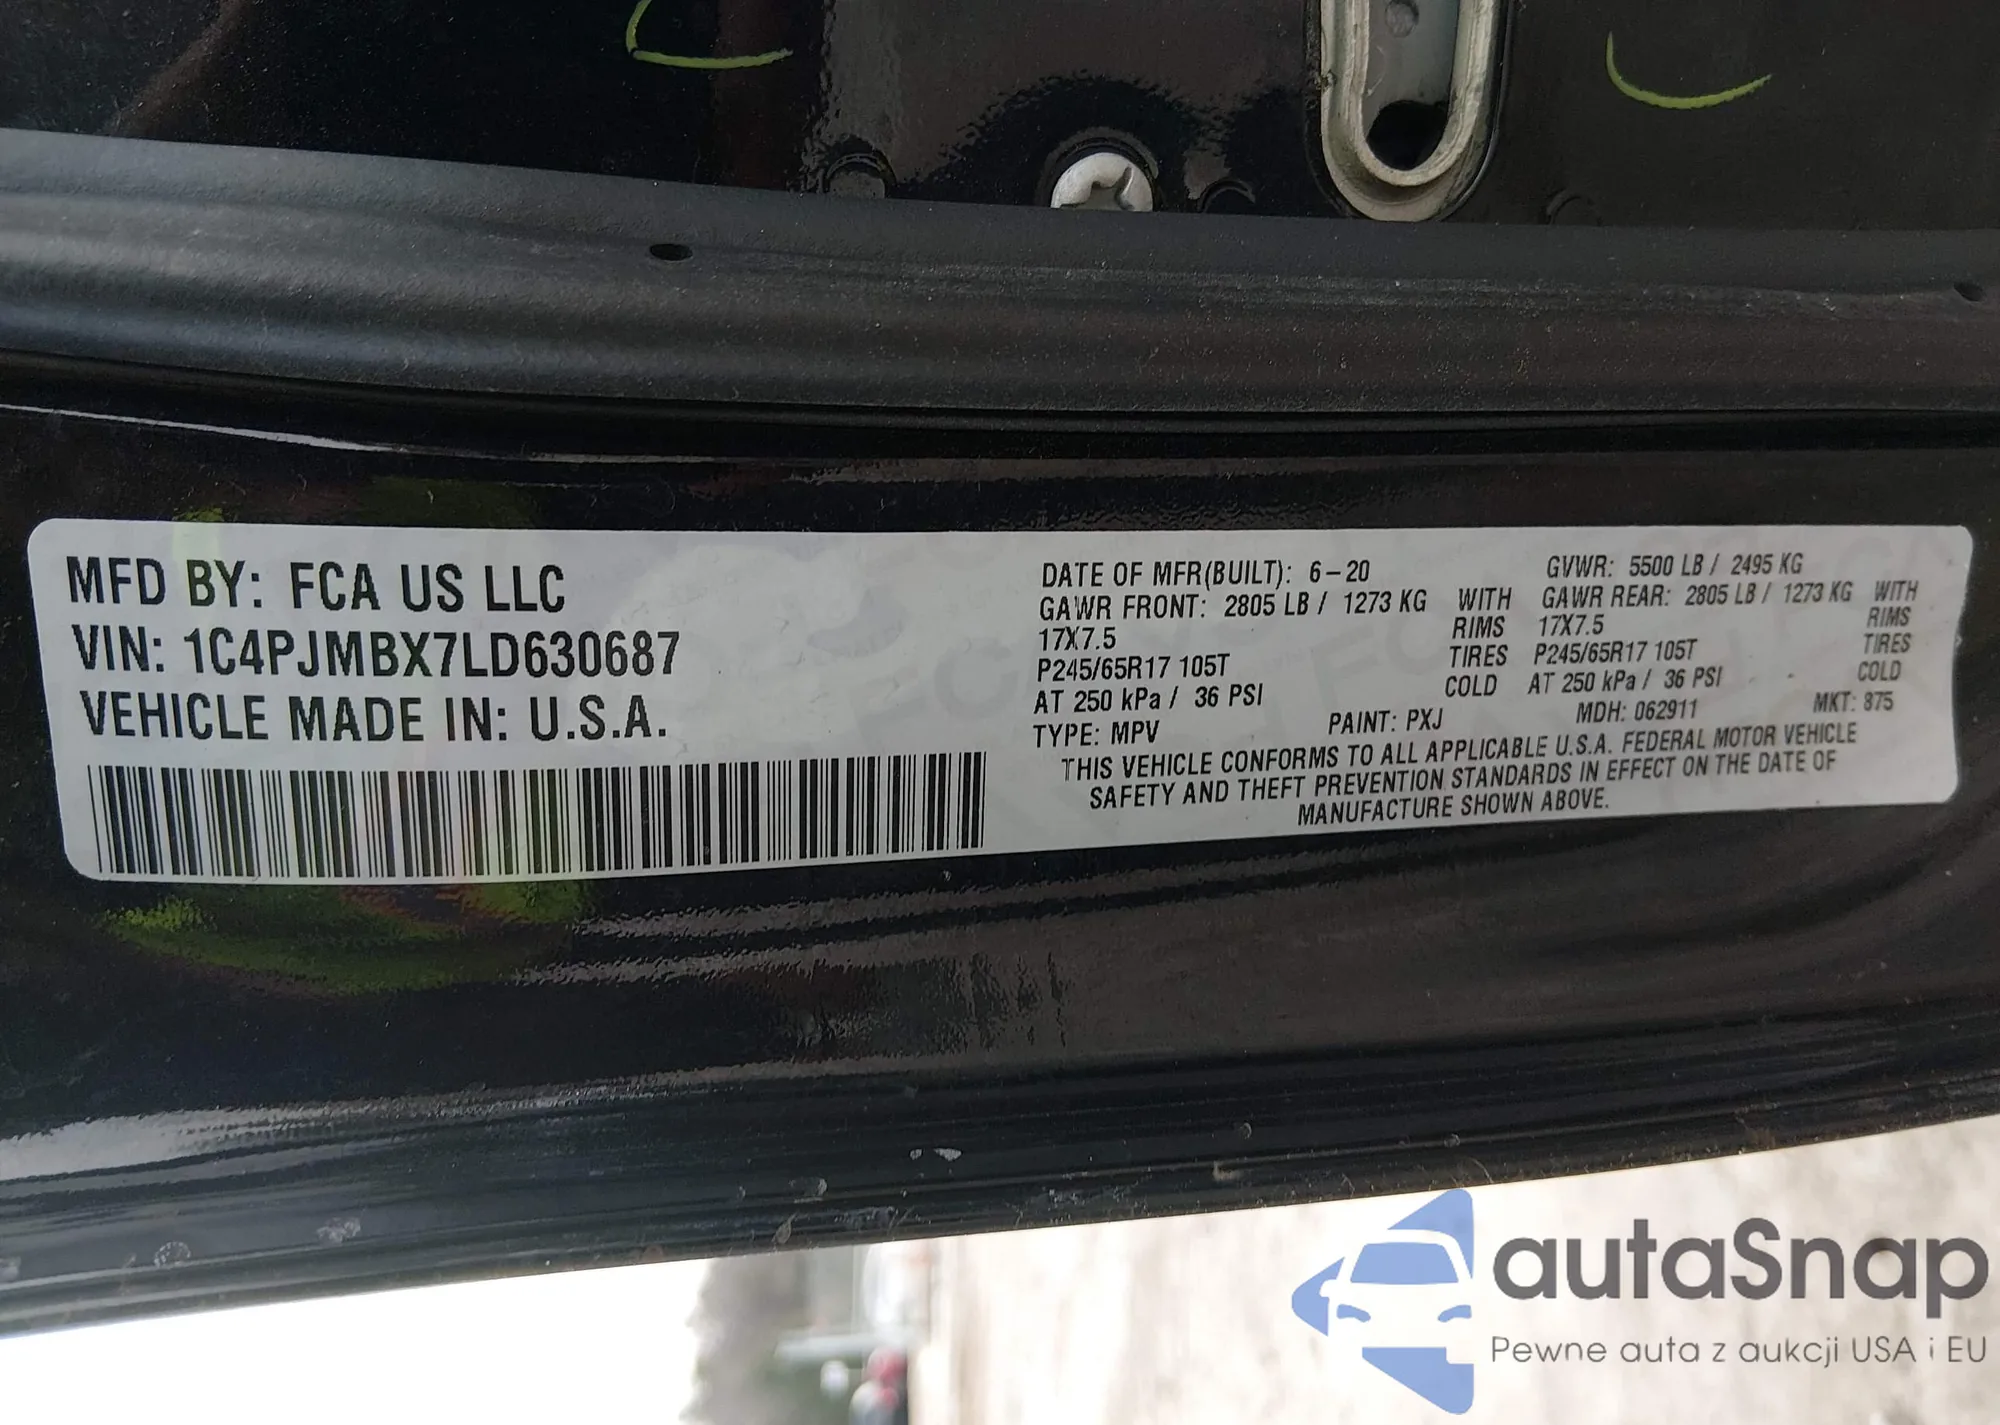 MFD BY: FCA US LLC
VIN: 1C4PJMBX7LD630687
VEHICLE MADE IN: U.S.A.
DATE OF MFR(BUILT): 6-20 GVWR: 5500 LB / 2495 KG
GAWR FRONT: 2805 LB / 1273 KG WITH GAWR REAR: 2805 LB / 1273 KG WITH
17X7.5 RIMS 17X7.5 RIMS
P245/65R17 105T TIRES P245/65R17 105T TIRES
AT 250 kPa / 36 PSI COLD AT 250 kPa / 36 PSI COLD
TYPE: MPV PAINT: PXJ MDH: 062911 MKT: 875
THIS VEHICLE CONFORMS TO ALL APPLICABLE U.S.A. FEDERAL MOTOR VEHICLE
SAFETY AND THEFT PREVENTION STANDARDS IN EFFECT ON THE DATE OF
MANUFACTURE SHOWN ABOVE.
autaSnap
Pewne auta z aukcji USA i EU